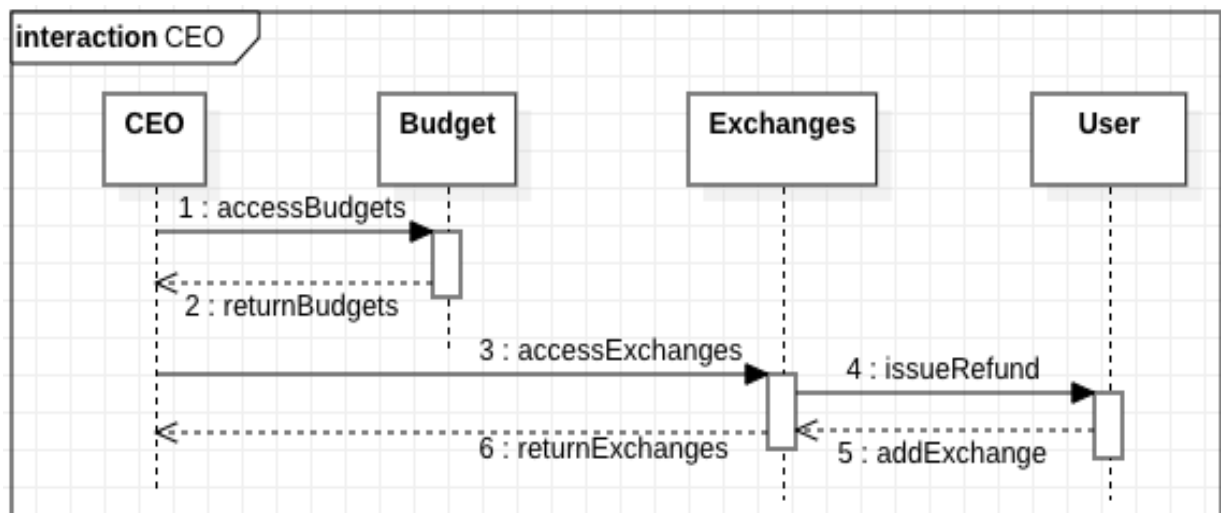 interaction CEO
CEO
Budget
Exchanges
User
1 : accessBudgets
2 : returnBudgets
3 : accessExchanges
4 : issueRefund
5 : addExchange
6 : returnExchanges